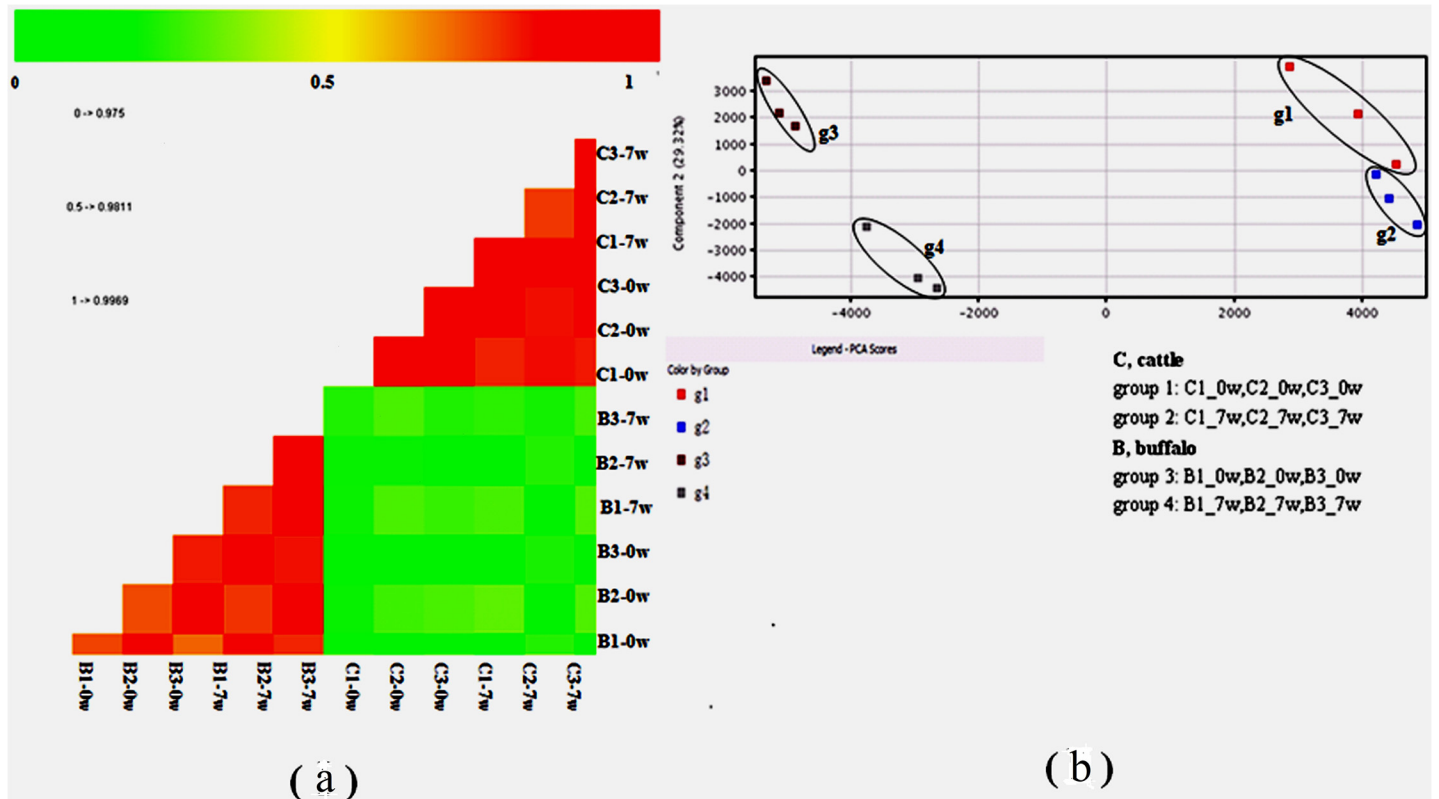 0 0.5 1
0 -> 0.975
0.5 -> 0.9811
1 -> 0.9969
C3-7w
C2-7w
C1-7w
C3-0w
C2-0w
C1-0w
B3-7w
B2-7w
B1-7w
B3-0w
B2-0w
B1-0w
B1-0w B2-0w B3-0w B1-7w B2-7w B3-7w C1-0w C2-0w C3-0w C1-7w C2-7w C3-7w
( a )
Component 2 (29.32%)
3000
2000
1000
0
-1000
-2000
-3000
-4000
g3
g1
g4
g2
-4000 -2000 0 2000 4000
Legend - PCA Scores
Color by Group
g1
g2
g3
g4
C, cattle
group 1: C1_0w,C2_0w,C3_0w
group 2: C1_7w,C2_7w,C3_7w
B, buffalo
group 3: B1_0w,B2_0w,B3_0w
group 4: B1_7w,B2_7w,B3_7w
( b )